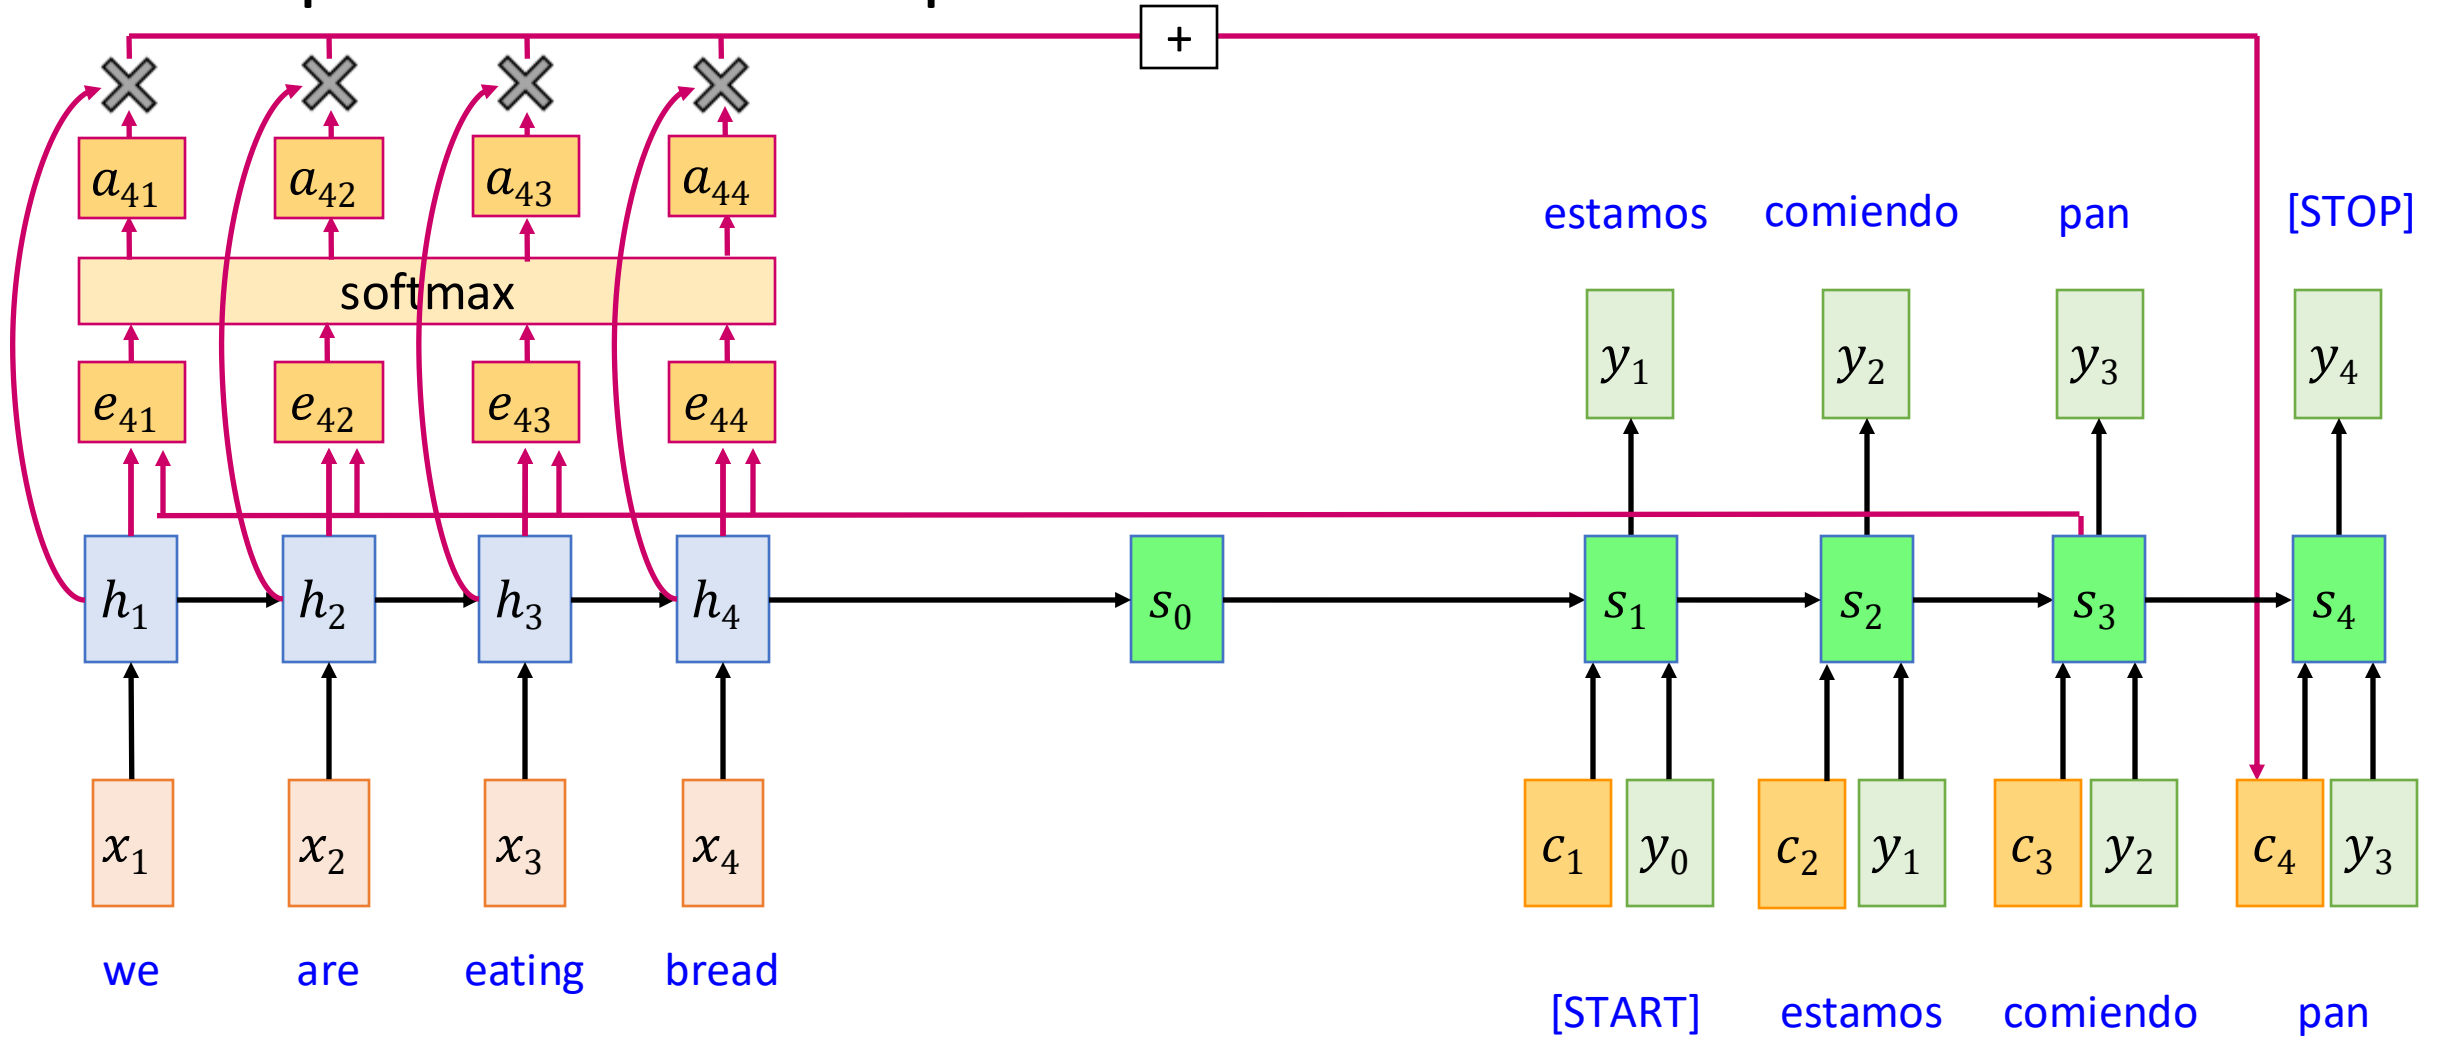 +
a₄₁ a₄₂ a₄₃ a₄₄
estamos comiendo pan [STOP]
softmax
y₁ y₂ y₃ y₄
e₄₁ e₄₂ e₄₃ e₄₄
h₁ h₂ h₃ h₄ s₀ s₁ s₂ s₃ s₄
x₁ x₂ x₃ x₄ c₁ y₀ c₂ y₁ c₃ y₂ c₄ y₃
we are eating bread
[START] estamos comiendo pan